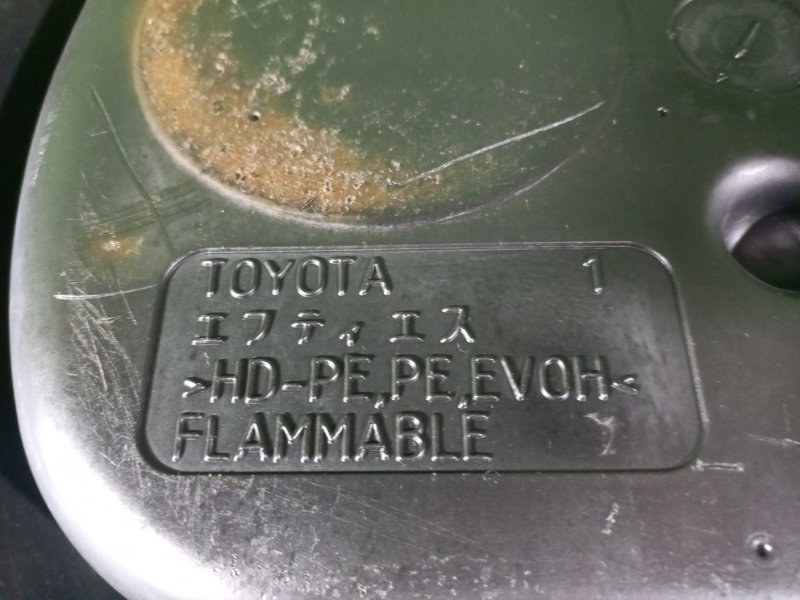 TOYOTA 1
エフティエス
>HD-PE,PE,EVOH<
FLAMMABLE